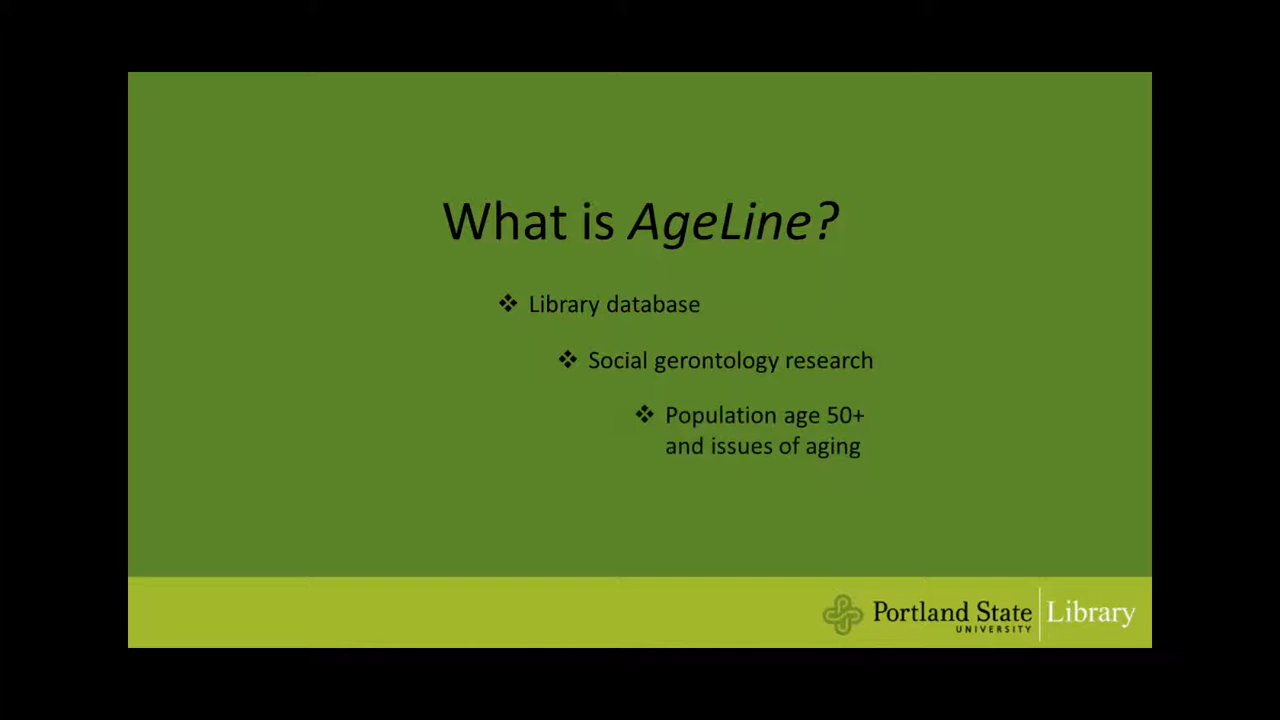 What is AgeLine?
❖ Library database
❖ Social gerontology research
❖ Population age 50+
and issues of aging
Portland State
UNIVERSITY
Library